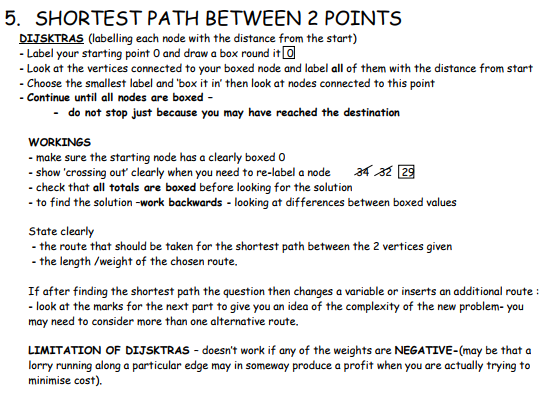 5. SHORTEST PATH BETWEEN 2 POINTS
DIJSKTRAS (labelling each node with the distance from the start)
- Label your starting point 0 and draw a box round it 0
- Look at the vertices connected to your boxed node and label all of them with the distance from start
- Choose the smallest label and 'box it in' then look at nodes connected to this point
- Continue until all nodes are boxed –
- do not stop just because you may have reached the destination
WORKINGS
- make sure the starting node has a clearly boxed 0
- show 'crossing out' clearly when you need to re-label a node 34 32 29
- check that all totals are boxed before looking for the solution
- to find the solution –work backwards - looking at differences between boxed values
State clearly
- the route that should be taken for the shortest path between the 2 vertices given
- the length /weight of the chosen route.
If after finding the shortest path the question then changes a variable or inserts an additional route :
- look at the marks for the next part to give you an idea of the complexity of the new problem- you
may need to consider more than one alternative route.
LIMITATION OF DIJSKTRAS – doesn't work if any of the weights are NEGATIVE-(may be that a
lorry running along a particular edge may in someway produce a profit when you are actually trying to
minimise cost).